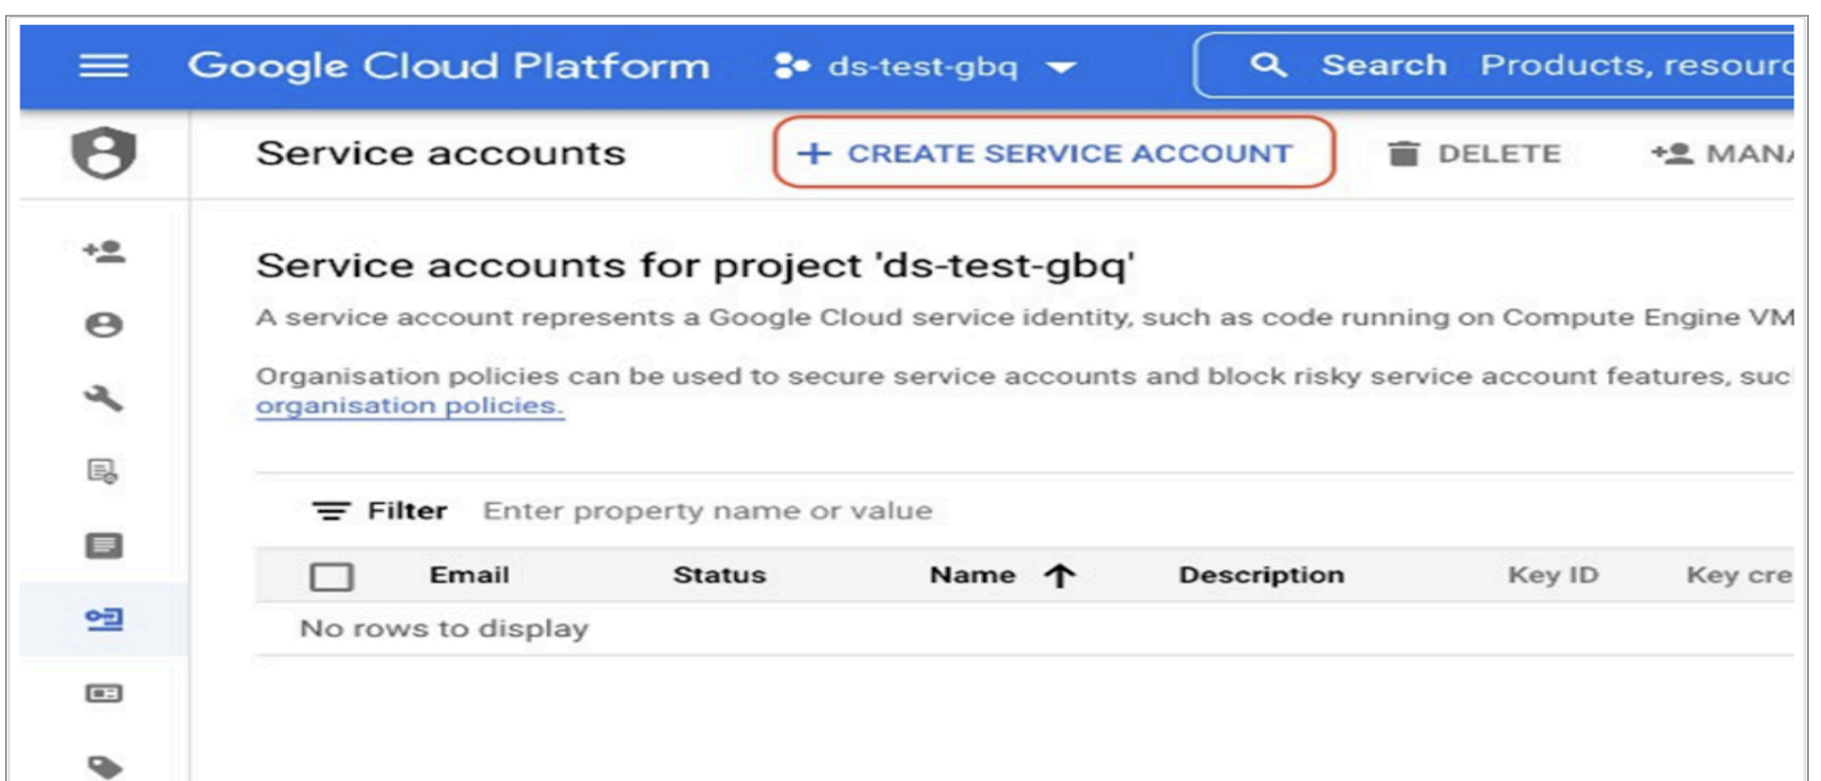 Google Cloud Platform ds-test-gbq Search Products, resourc
Service accounts + CREATE SERVICE ACCOUNT DELETE MANA
Service accounts for project 'ds-test-gbq'
A service account represents a Google Cloud service identity, such as code running on Compute Engine VM
Organisation policies can be used to secure service accounts and block risky service account features, suc
organisation policies.
Filter Enter property name or value
Email Status Name Description Key ID Key cre
No rows to display